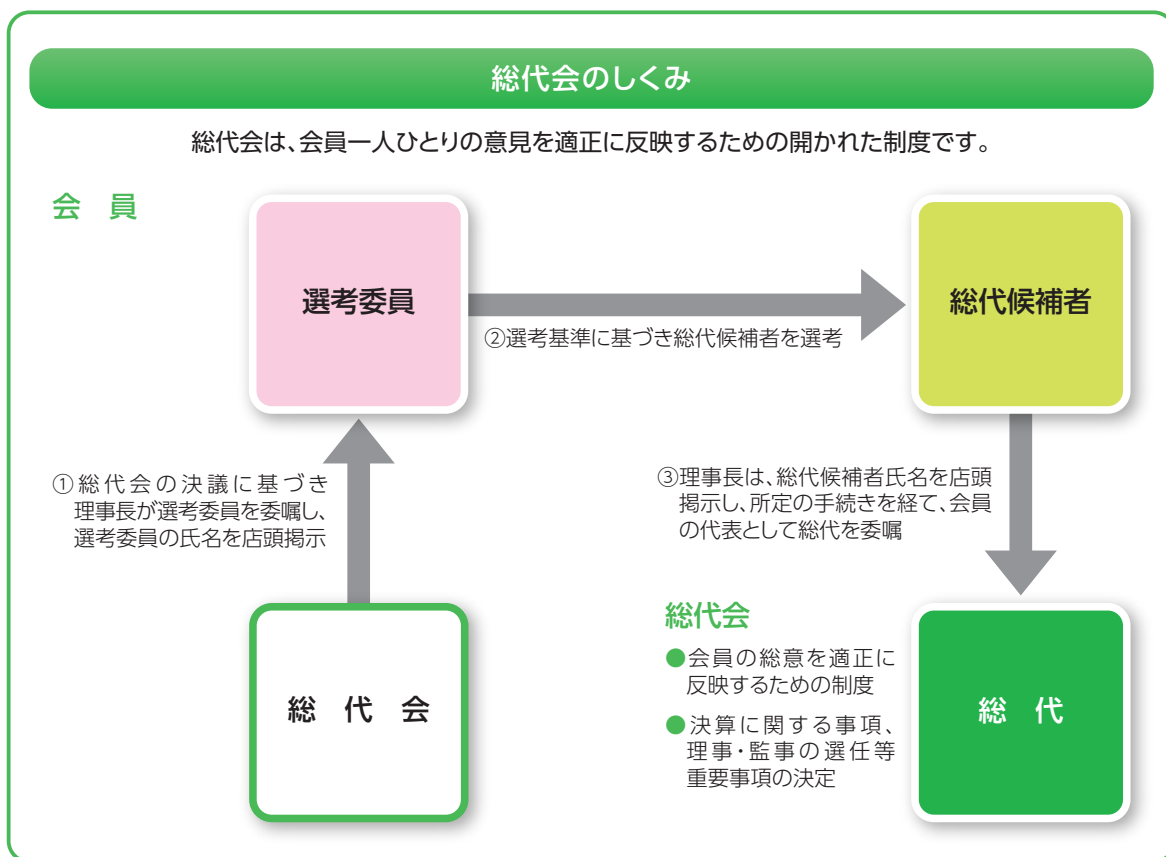 総代会のしくみ
総代会は、会員一人ひとりの意見を適正に反映するための開かれた制度です。
会　員
選考委員
②選考基準に基づき総代候補者を選考
総代候補者
①総代会の決議に基づき
理事長が選考委員を委嘱し、
選考委員の氏名を店頭掲示
③理事長は、総代候補者氏名を店頭
掲示し、所定の手続きを経て、会員
の代表として総代を委嘱
総　代　会
総代会
●会員の総意を適正に
反映するための制度
●決算に関する事項、
理事・監事の選任等
重要事項の決定
総　代